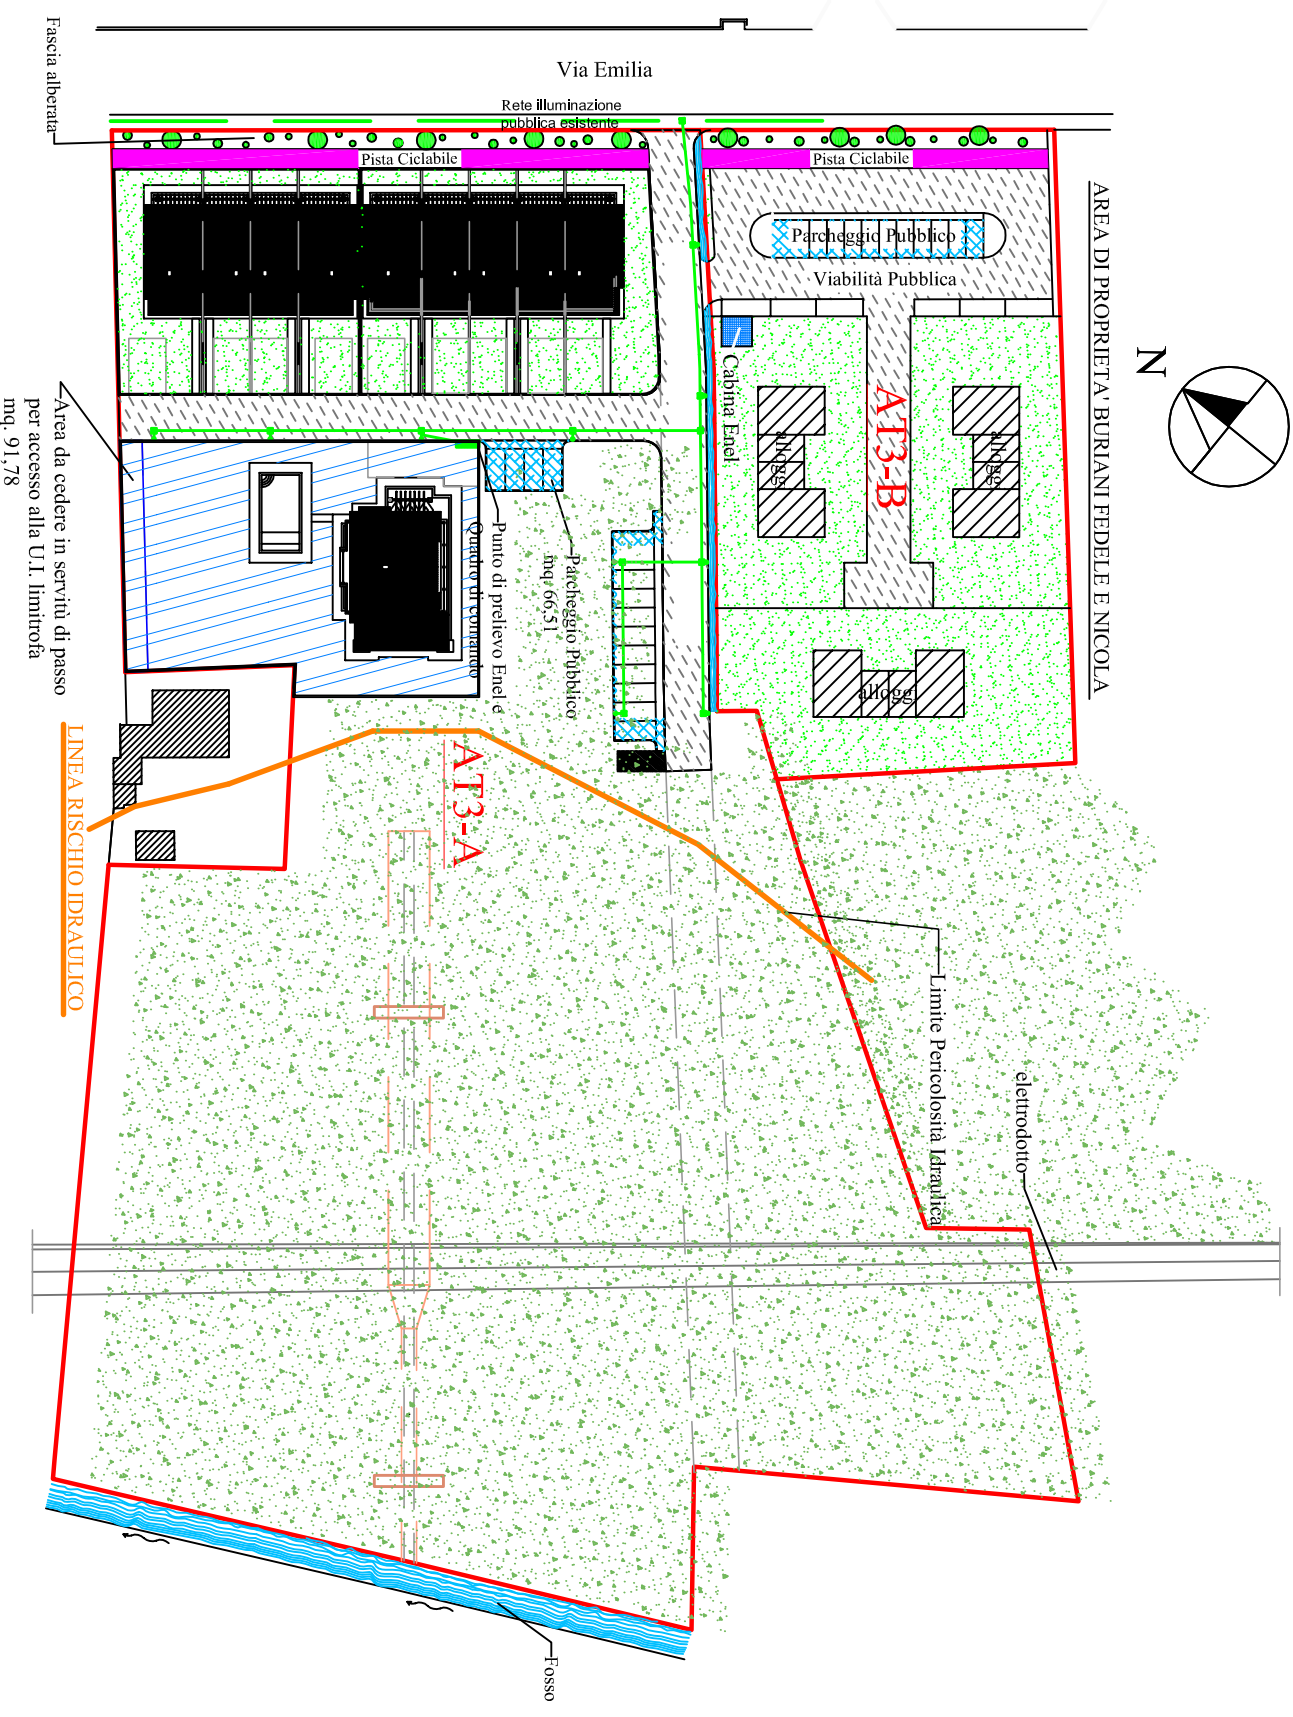 Via Emilia
Fascia alberata
Rete illuminazione
pubblica esistente
Pista Ciclabile
Pista Ciclabile
AREA DI PROPRIETA' BURIANI FEDELE E NICOLA
N
Parcheggio Pubblico
Viabilità Pubblica
Cabina Enel
AT3-B
alloggi
alloggi
alloggi
Area da cedere in servitù di passo
per accesso alla U.I. limitrofa
mq. 91,78
Punto di prelievo Enel e
Quadro di comando
Parcheggio Pubblico
mq. 66,51
AT3-A
LINEA RISCHIO IDRAULICO
Limite Pericolosità Idraulica
elettrodotto
Fosso